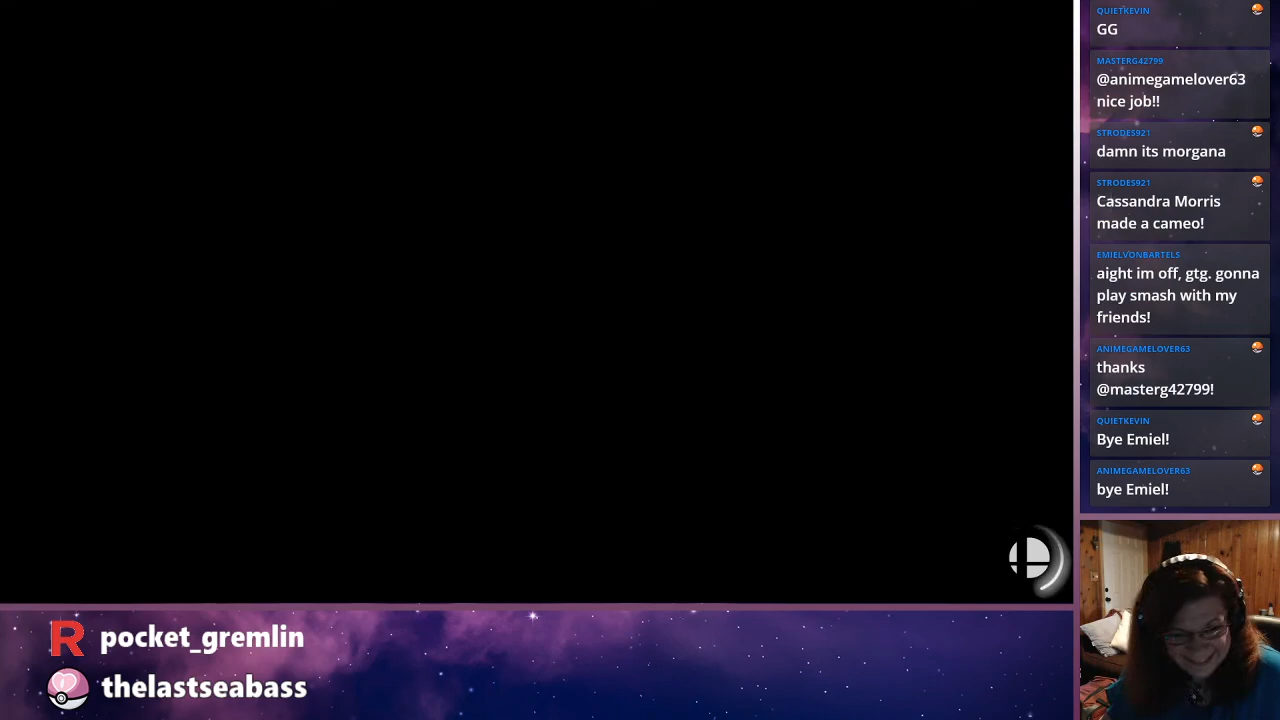 QUIETKEVIN
GG
MASTERG42799
@animegamelover63
nice job!!
STRODES921
damn its morgana
STRODES921
Cassandra Morris
made a cameo!
EMIELVONBARTELS
aight im off, gtg. gonna
play smash with my
friends!
ANIMEGAMELOVER63
thanks
@masterg42799!
QUIETKEVIN
Bye Emiel!
ANIMEGAMELOVER63
bye Emiel!
R pocket_gremlin
thelastseabass